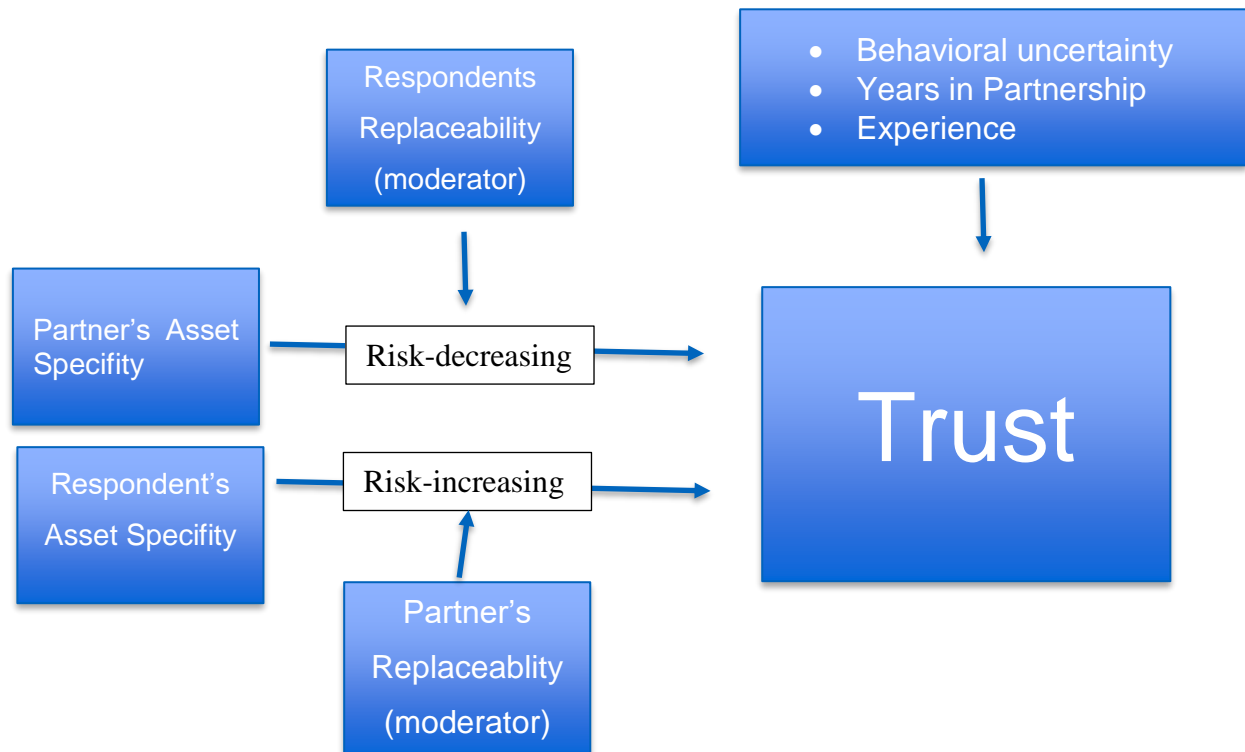 Respondents
Replaceability
(moderator)
• Behavioral uncertainty
• Years in Partnership
• Experience
Partner’s Asset
Specifity
Risk-decreasing
Trust
Respondent’s
Asset Specifity
Risk-increasing
Partner’s
Replaceablity
(moderator)